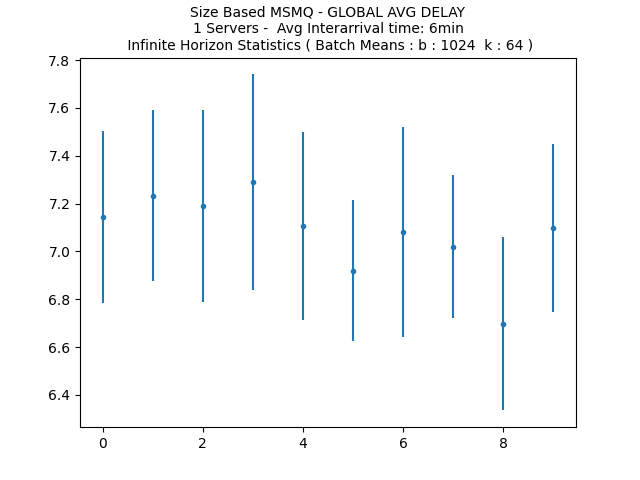 Size Based MSMQ - GLOBAL AVG DELAY
1 Servers -  Avg Interarrival time: 6min
Infinite Horizon Statistics ( Batch Means : b : 1024  k : 64 )
7.8
7.6
7.4
7.2
7.0
6.8
6.6
6.4
0 2 4 6 8